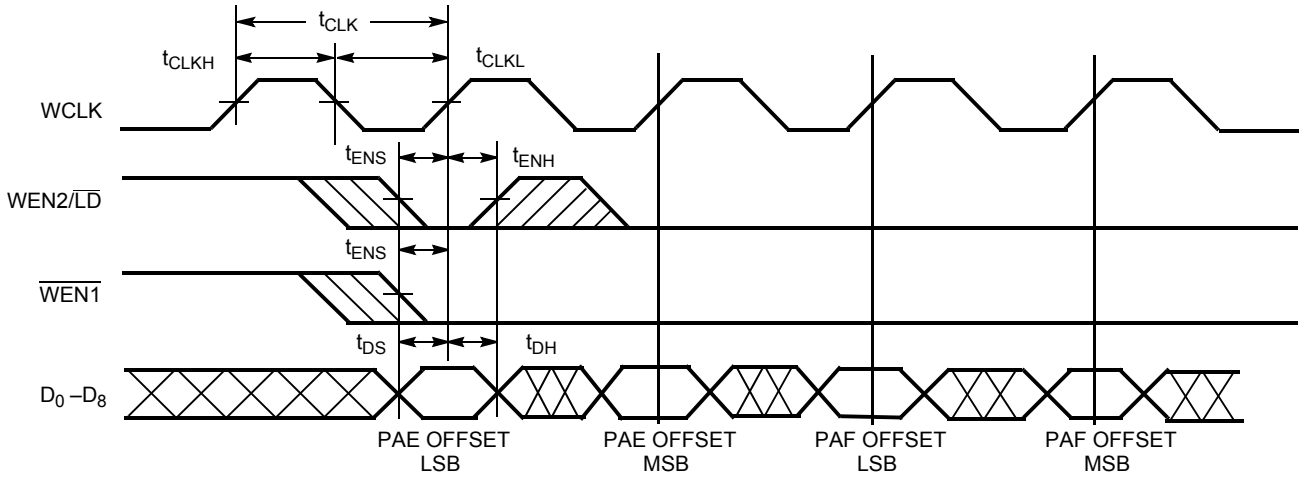 tCLK
tCLKH
tCLKL
WCLK
tENS
tENH
WEN2/LD
tENS
WEN1
tDS
tDH
D0 –D8
PAE OFFSET
LSB
PAE OFFSET
MSB
PAF OFFSET
LSB
PAF OFFSET
MSB